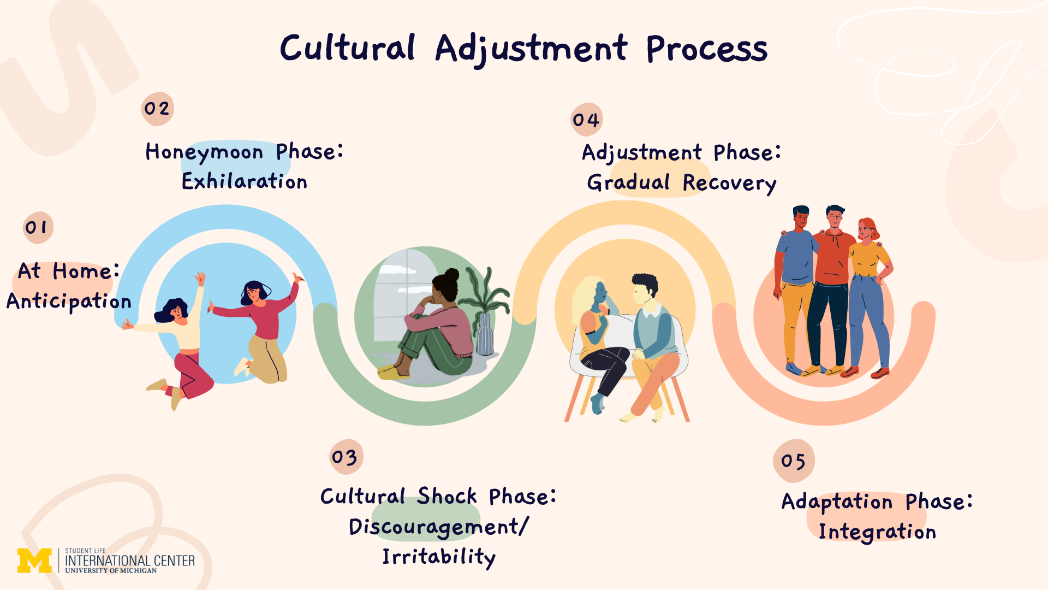 Cultural Adjustment Process
01
At Home:
Anticipation
02
Honeymoon Phase:
Exhilaration
03
Cultural Shock Phase:
Discouragement/
Irritability
04
Adjustment Phase:
Gradual Recovery
05
Adaptation Phase:
Integration
M
STUDENT LIFE
INTERNATIONAL CENTER
UNIVERSITY OF MICHIGAN